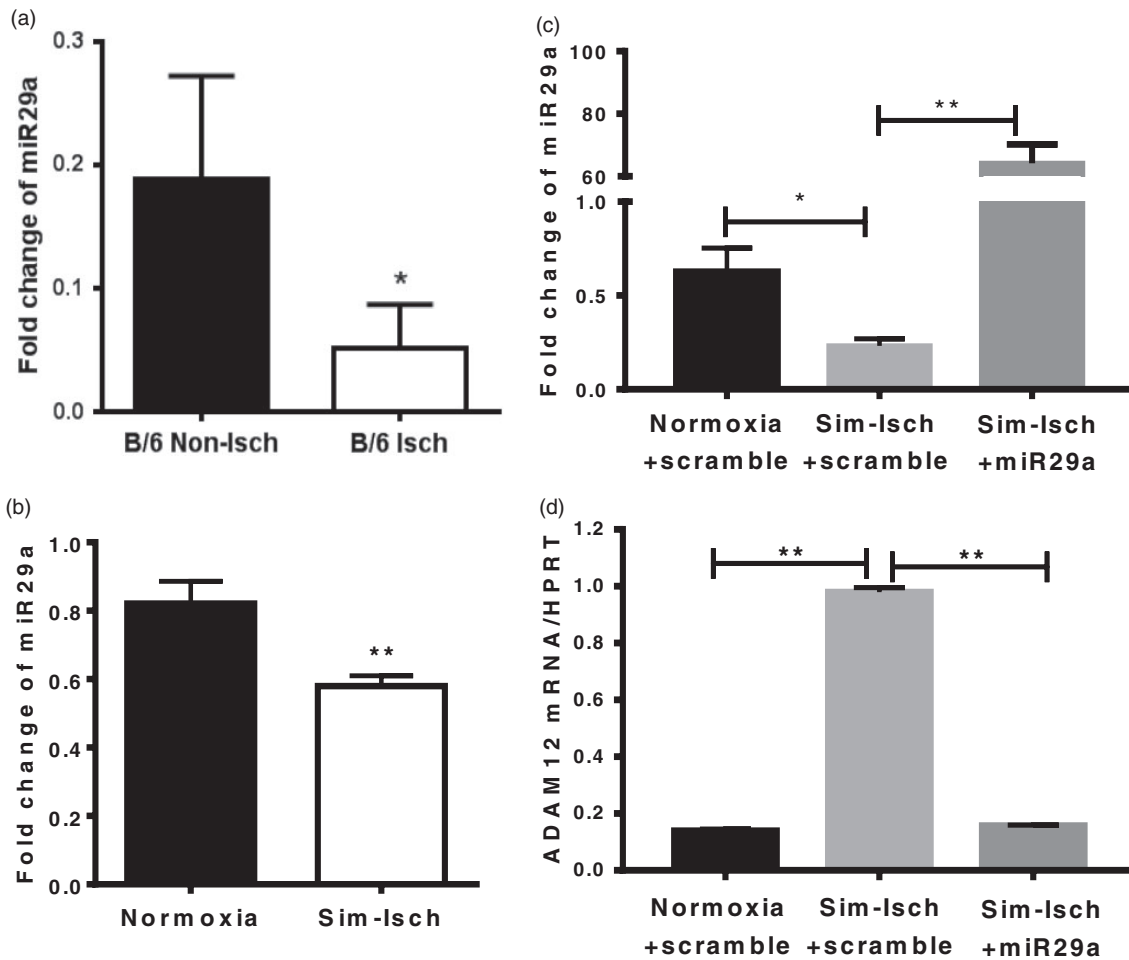 (a)
Fold change of miR29a
0.3
0.2
0.1
0.0
*
B/6 Non-Isch
B/6 Isch
(b)
Fold change of miR29a
1.0
0.8
0.6
0.4
0.2
0.0
**
Normoxia
Sim-Isch
(c)
Fold change of miR29a
100
80
60
1.0
0.5
0.0
*
**
Normoxia
+scramble
Sim-Isch
+scramble
Sim-Isch
+miR29a
(d)
ADAM12 mRNA/HPRT
1.2
1.0
0.8
0.6
0.4
0.2
0.0
**
**
Normoxia
+scramble
Sim-Isch
+scramble
Sim-Isch
+miR29a